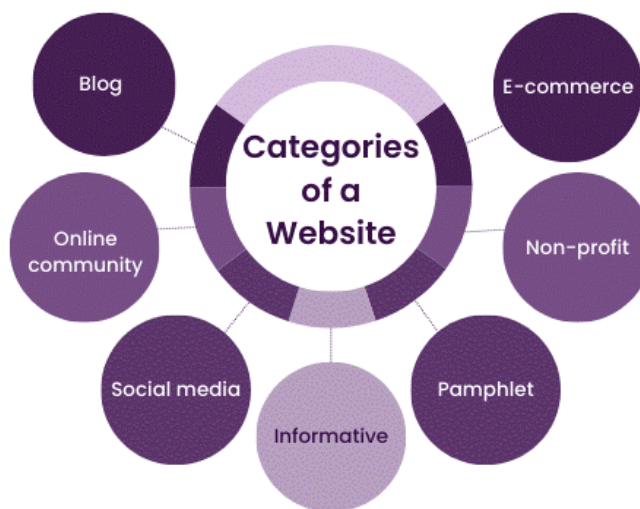 Categories
of a
Website
Blog
E-commerce
Online
community
Non-profit
Social media
Pamphlet
Informative